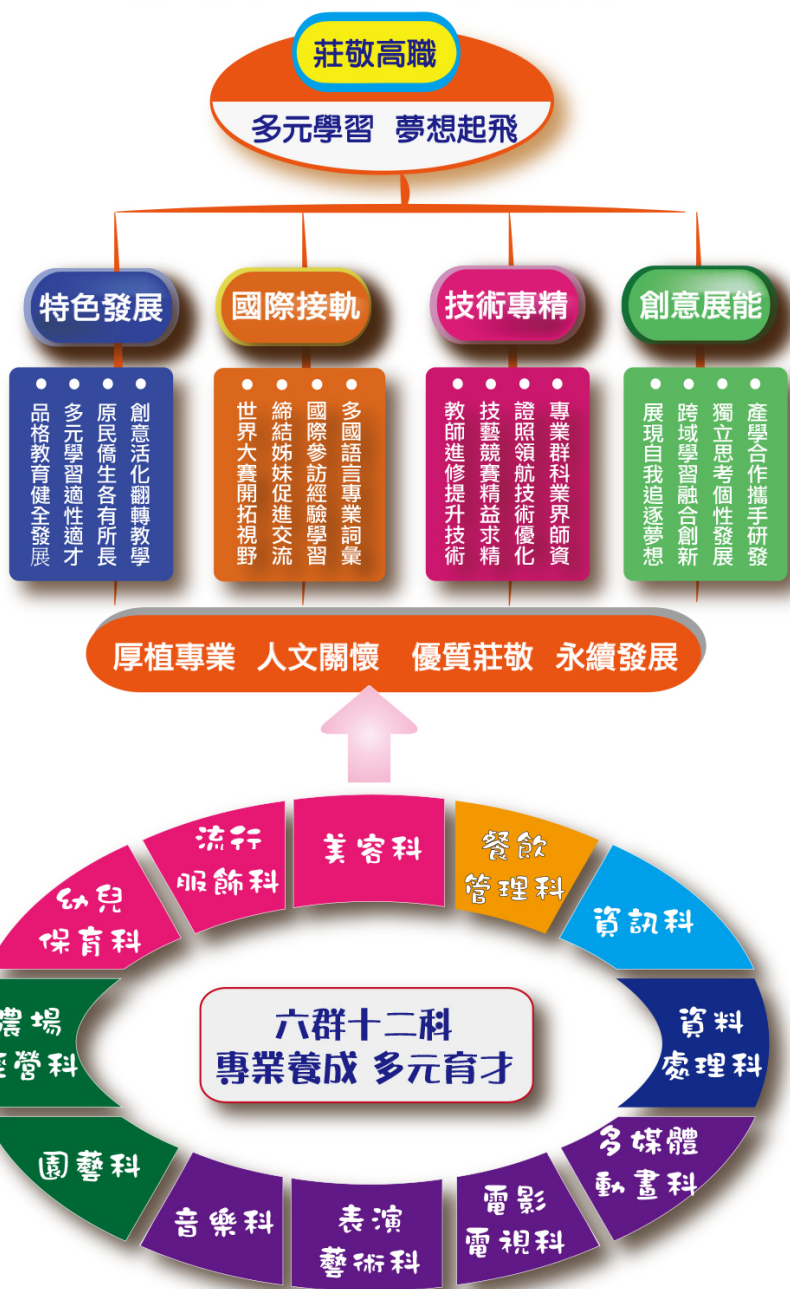 莊敬高職
多元學習 夢想起飛
特色發展
創意活化翻轉教學
原民僑生各有所長
多元學習適性適才
品格教育健全發展
國際接軌
多國語言專業詞彙
國際參訪經驗學習
締結姊妹促進交流
世界大賽開拓視野
技術專精
專業群科業界師資
證照領航技術優化
技藝競賽精益求精
教師進修提升技術
創意展能
產學合作攜手研發
獨立思考個性發展
跨域學習融合創新
展現自我追逐夢想
厚植專業 人文關懷 優質莊敬 永續發展
美容科
餐飲
管理科
資訊科
資料
處理科
多媒體
動畫科
電影
電視科
表演
藝術科
音樂科
園藝科
農場
經營科
幼兒
保育科
流行
服飾科
六群十二科
專業養成 多元育才